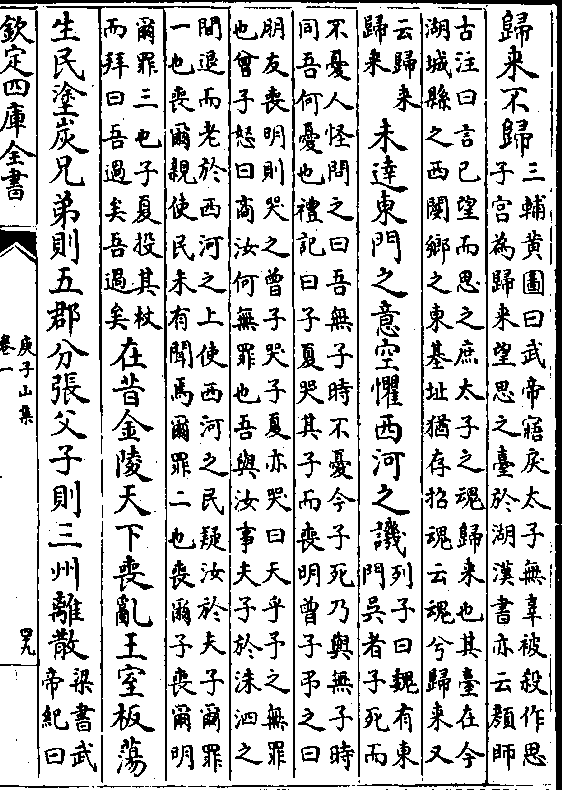 歸来不歸
三輔黄圖曰武帝寤戾太子無辜被殺作思
子宫為歸来望思之臺於湖漢書亦云顔師
古注曰言已望而思之庶太子之魂歸来也其臺在今
湖城縣之西閿鄉之東基址猶存招魂云魂兮歸来又
云歸来
歸来
未達東門之意空懼西河之譏
列子曰魏有東
門吳者子死而
不憂人怪問之曰吾無子時不憂今子死乃與無子時
同吾何憂也禮記曰子夏哭其子而喪明曾子弔之曰
朋友喪明則哭之曾子哭子夏亦哭曰天乎予之無罪
也曾子怒曰商汝何無罪也吾與汝事夫子於洙泗之
間退而老於西河之上使西河之民疑汝於夫子爾罪
一也喪爾親使民未有聞焉爾罪二也喪爾子喪爾明
爾罪三也子夏投其杖
而拜曰吾過矣吾過矣
在昔金陵天下喪亂王室板蕩
生民塗炭兄弟則五郡分張父子則三州離散
梁書武
帝紀曰
欽定四庫全書
庾子山集
卷一
四九